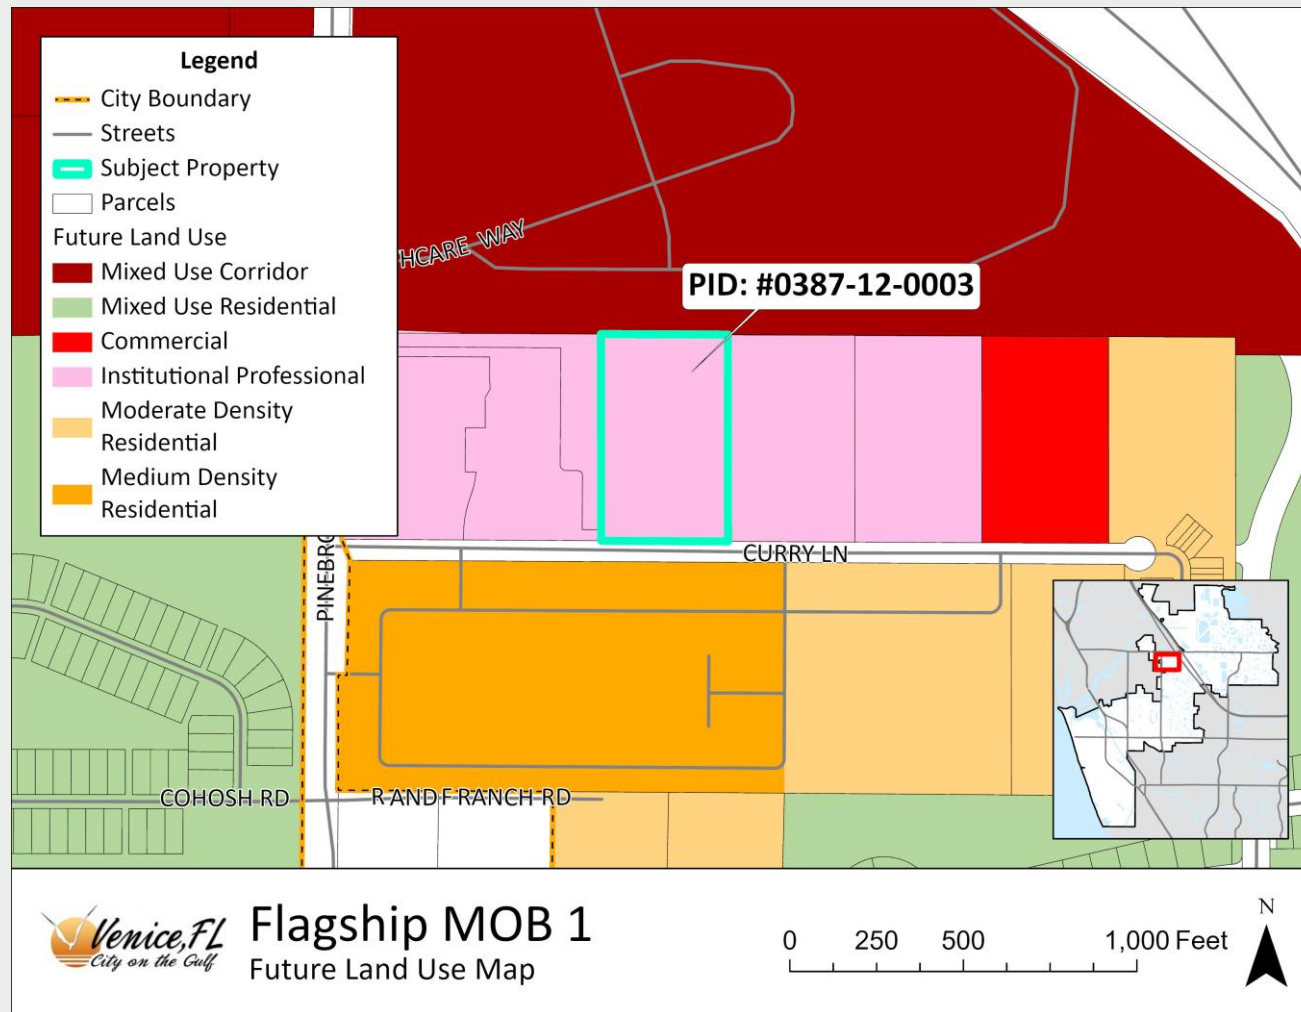 Legend
City Boundary
Streets
Subject Property
Parcels
Future Land Use
Mixed Use Corridor
Mixed Use Residential
Commercial
Institutional Professional
Moderate Density
Residential
Medium Density
Residential
HCARE WAY
PID: #0387-12-0003
CURRY LN
PINEBRO
COHOSH RD
R AND F RANCH RD
Venice, FL
City on the Gulf
Flagship MOB 1
Future Land Use Map
0 250 500 1,000 Feet
N